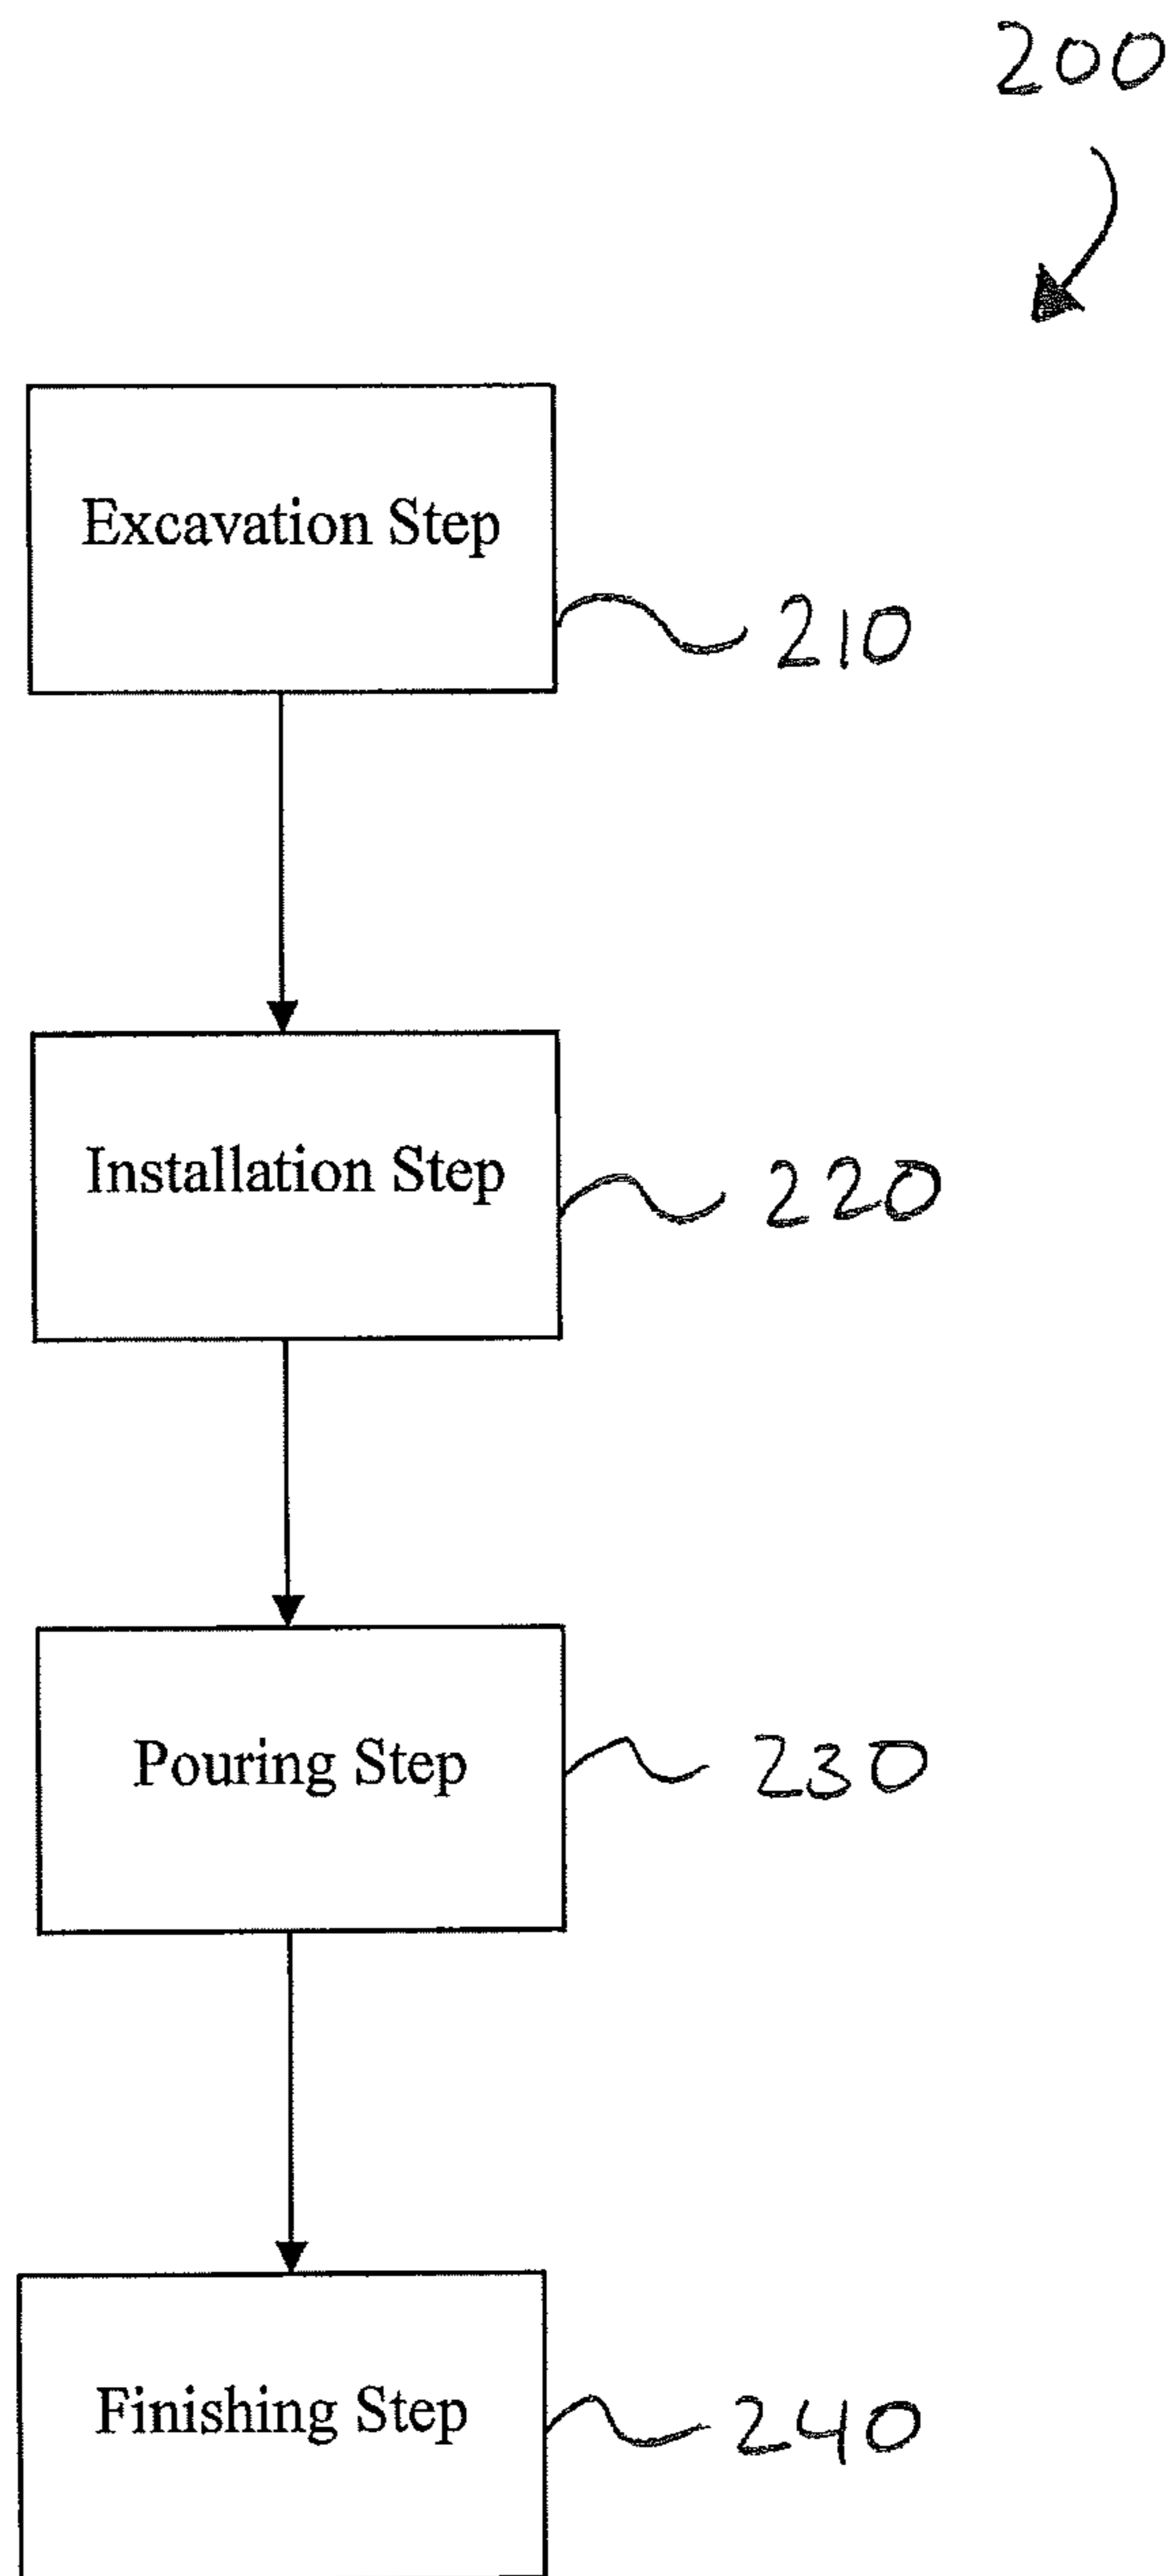 200
Excavation Step
210
Installation Step
220
Pouring Step
230
Finishing Step
240